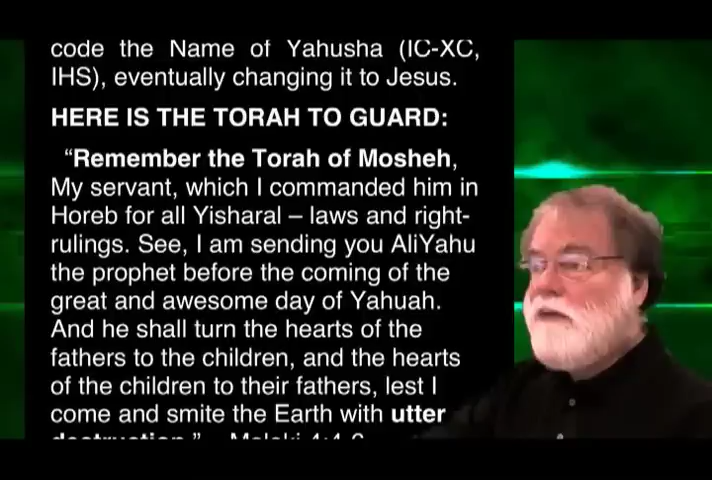 code the Name of Yahusha (IC-XC,
IHS), eventually changing it to Jesus.
HERE IS THE TORAH TO GUARD:
“Remember the Torah of Mosheh,
My servant, which I commanded him in
Horeb for all Yisharal – laws and right-
rulings. See, I am sending you AliYahu
the prophet before the coming of the
great and awesome day of Yahuah.
And he shall turn the hearts of the
fathers to the children, and the hearts
of the children to their fathers, lest I
come and smite the Earth with utter
destruction.”